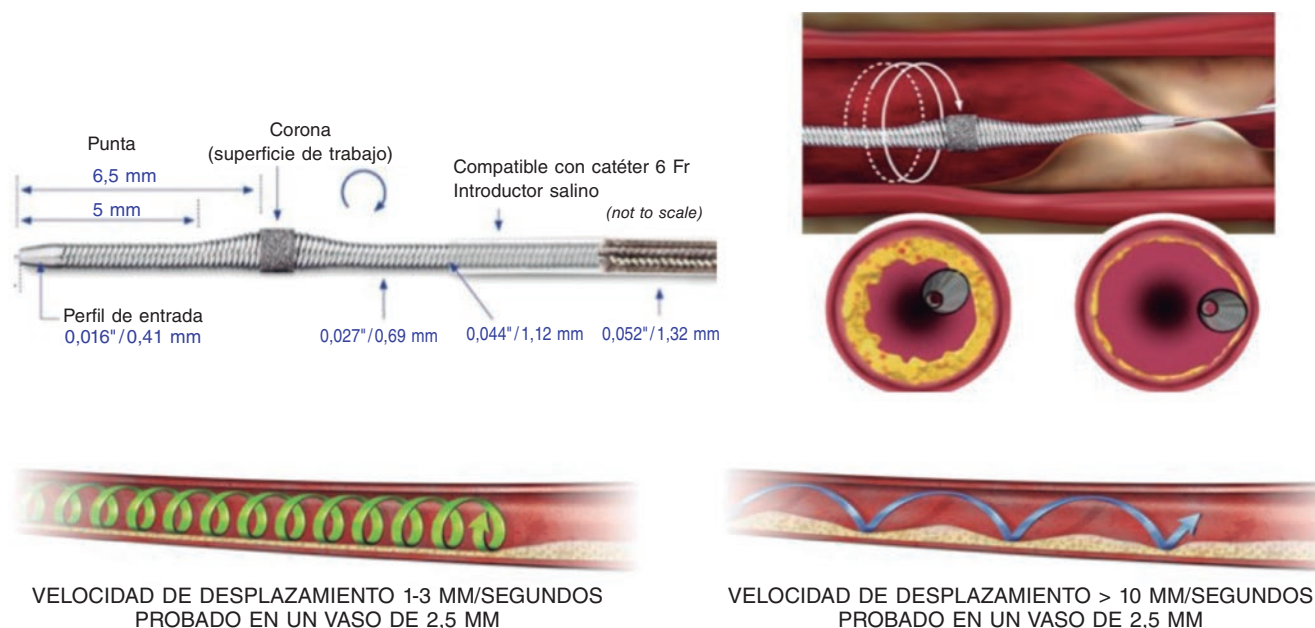 Punta
6,5 mm
5 mm
Corona
(superficie de trabajo)
Compatible con catéter 6 Fr
Introductor salino
(not to scale)
Perfil de entrada
0,016"/0,41 mm
0,027"/0,69 mm
0,044"/1,12 mm
0,052"/1,32 mm
VELOCIDAD DE DESPLAZAMIENTO 1-3 MM/SEGUNDOS
PROBADO EN UN VASO DE 2,5 MM
VELOCIDAD DE DESPLAZAMIENTO > 10 MM/SEGUNDOS
PROBADO EN UN VASO DE 2,5 MM